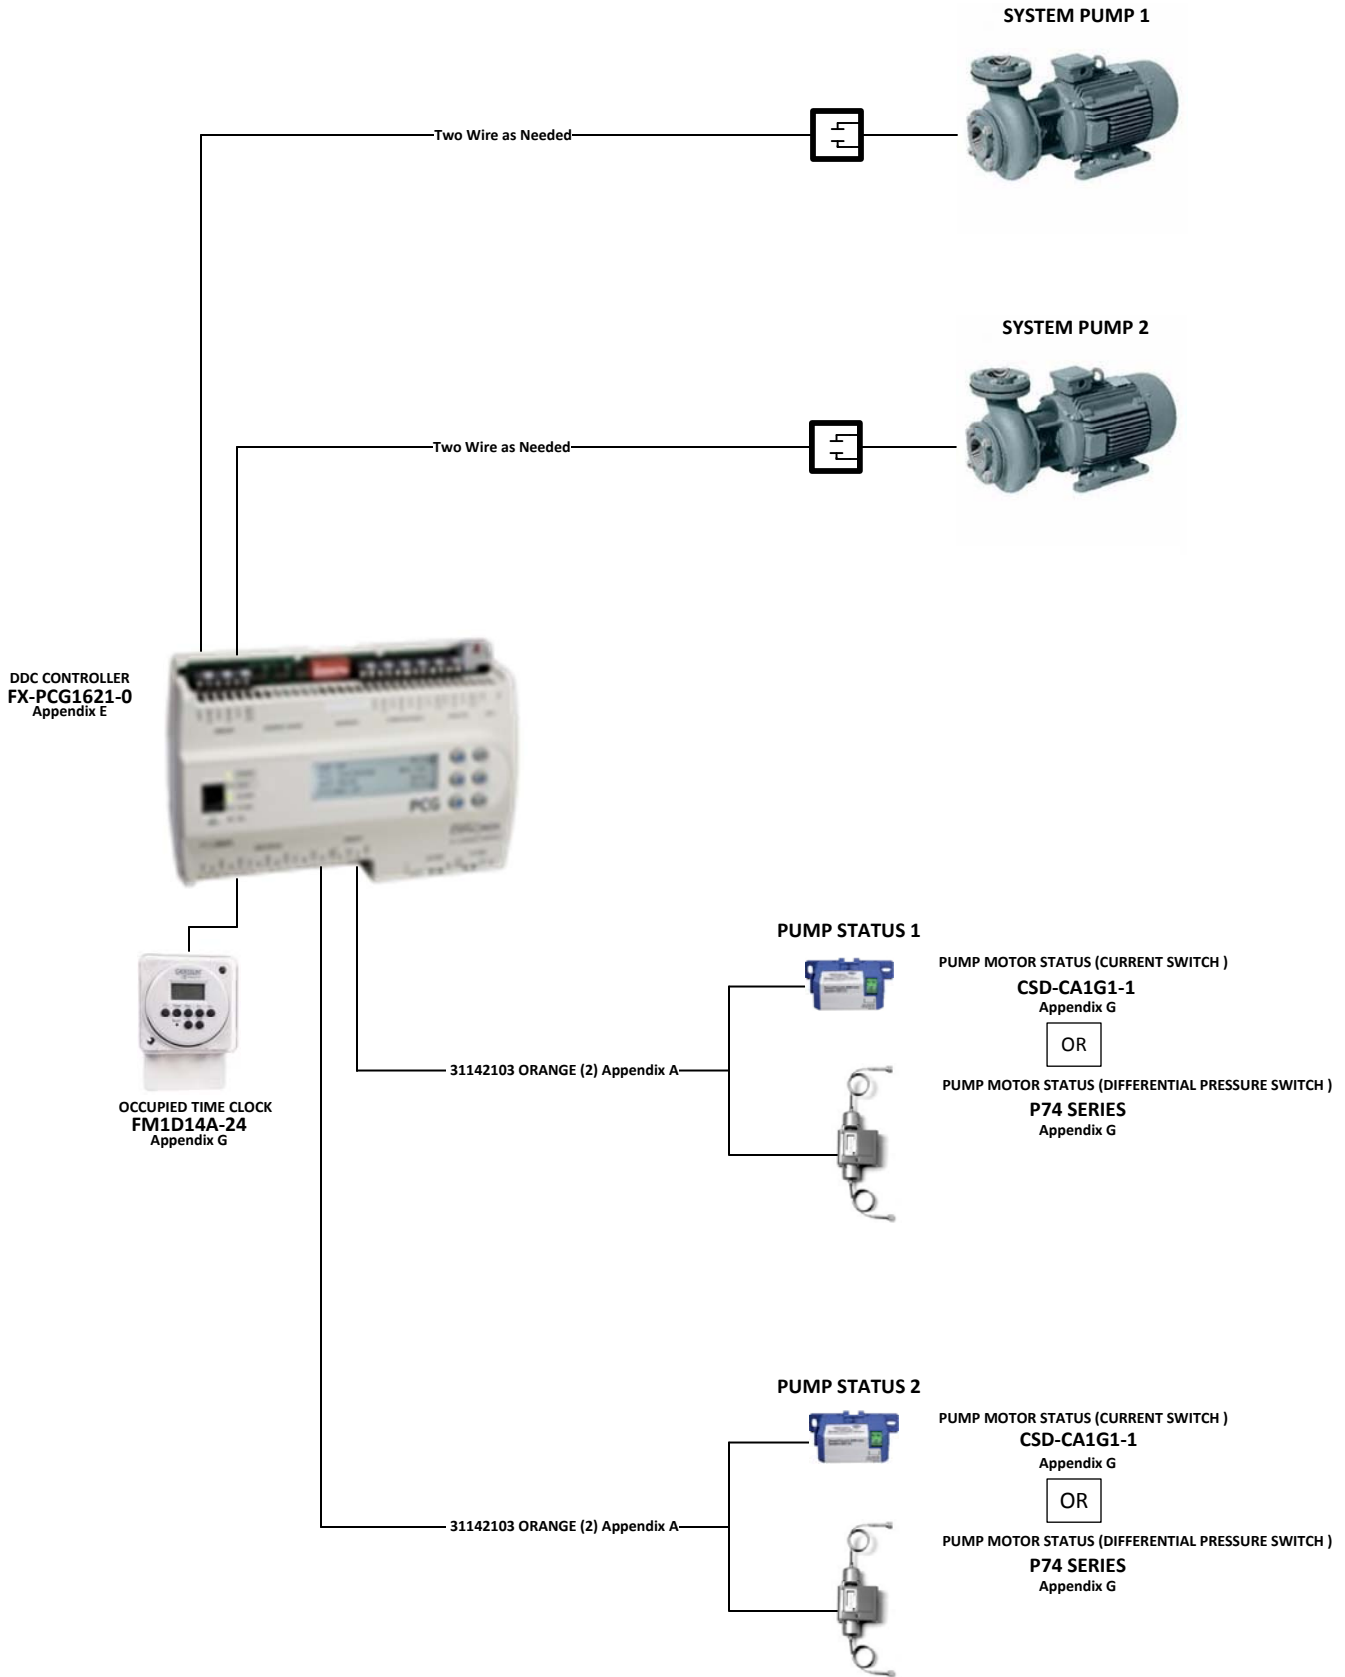 SYSTEM PUMP 1
Two Wire as Needed
SYSTEM PUMP 2
Two Wire as Needed
DDC CONTROLLER
FX-PCG1621-0
Appendix E
PCG
OCCUPIED TIME CLOCK
FM1D14A-24
Appendix G
PUMP STATUS 1
PUMP MOTOR STATUS (CURRENT SWITCH )
CSD-CA1G1-1
Appendix G
OR
31142103 ORANGE (2) Appendix A
PUMP MOTOR STATUS (DIFFERENTIAL PRESSURE SWITCH )
P74 SERIES
Appendix G
PUMP STATUS 2
PUMP MOTOR STATUS (CURRENT SWITCH )
CSD-CA1G1-1
Appendix G
OR
31142103 ORANGE (2) Appendix A
PUMP MOTOR STATUS (DIFFERENTIAL PRESSURE SWITCH )
P74 SERIES
Appendix G